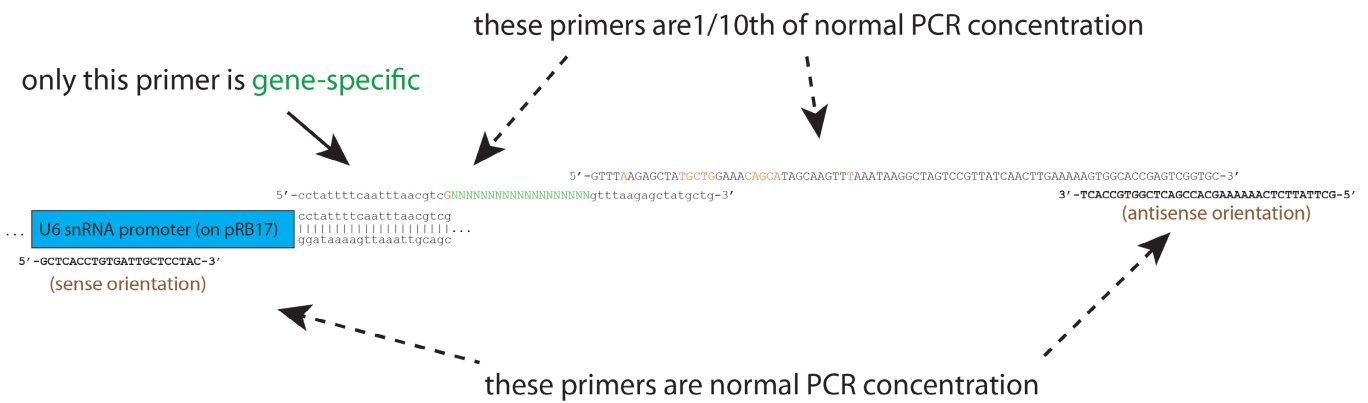 these primers are1/10th of normal PCR concentration
only this primer is gene-specific
5’-GTTTAAGAGCTATGCTGGAAACAGCATAGCAAGTTTAAATAAGGCTAGTCCGTTATCAACTTGAAAAAGTGGCACCGAGTCGGTGC-3’
5’-cctattttcaatttaacgtcGNNNNNNNNNNNNNNNNNNNgtttaagagctatgctg-3’
3’-TCACCGTGGCTCAGCCACGAAAAAACTCTTATTCG-5’
(antisense orientation)
cctattttcaatttaacgtcg
... U6 snRNA promoter (on pRB17) |||||||||||||||||||||...
ggataaaagttaaattgcagc
5’-GCTCACCTGTGATTGCTCCTAC-3’
(sense orientation)
these primers are normal PCR concentration